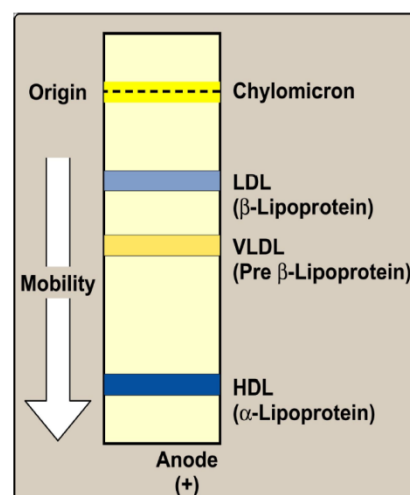 Origin
Chylomicron
LDL
(β-Lipoprotein)
VLDL
(Pre β-Lipoprotein)
Mobility
HDL
(α-Lipoprotein)
Anode
(+)